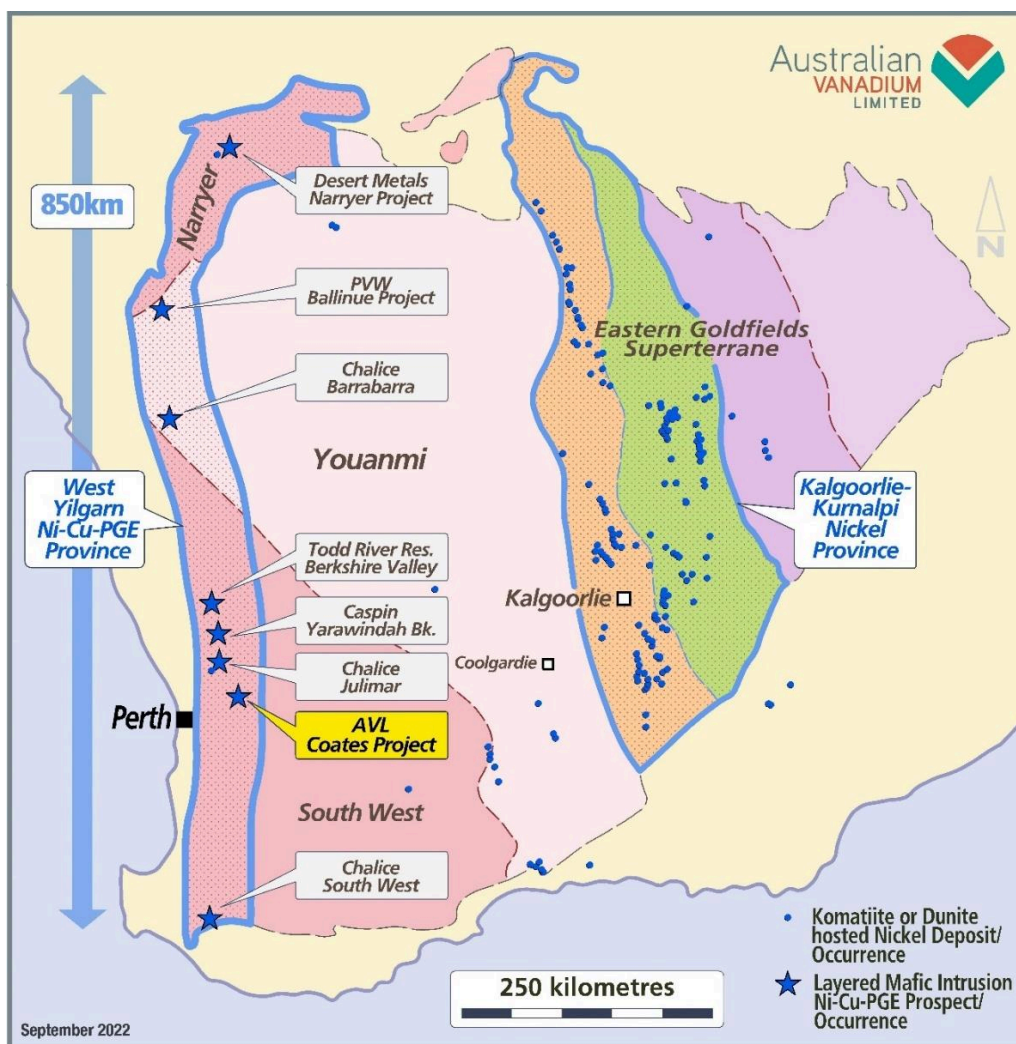 Australian
VANADIUM
LIMITED
850km
Narryer
Desert Metals
Narryer Project
N
PVW
Ballinue Project
Eastern Goldfields
Superterrane
Chalice
Barrabarra
Youanmi
West
Yilgarn
Ni-Cu-PGE
Province
Kalgoorlie-
Kurnalpi
Nickel
Province
Todd River Res.
Berkshire Valley
Kalgoorlie
Caspin
Yarawindah Bk.
Coolgardie
Chalice
Julimar
Perth
AVL
Coates Project
South West
Chalice
South West
Komatiite or Dunite
hosted Nickel Deposit/
Occurrence
250 kilometres
Layered Mafic Intrusion
Ni-Cu-PGE Prospect/
Occurrence
September 2022